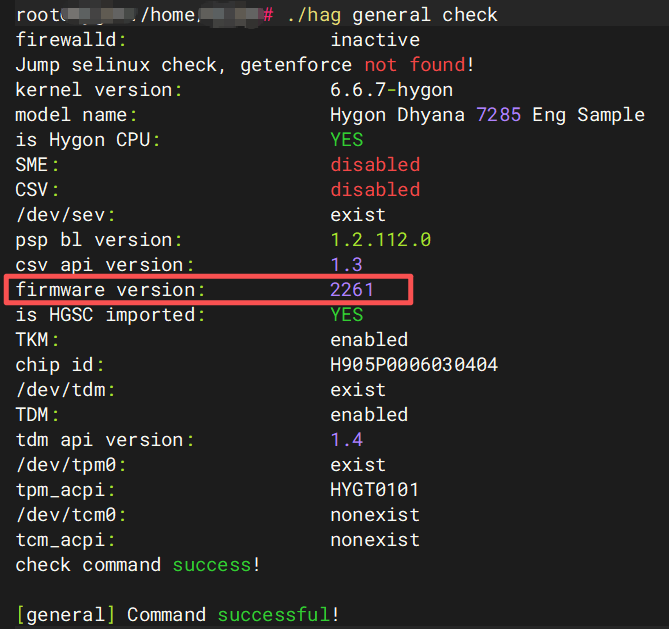 root /home/ # ./hag general check
firewalld: inactive
Jump selinux check, getenforce not found!
kernel version: 6.6.7-hygon
model name: Hygon Dhyana 7285 Eng Sample
is Hygon CPU: YES
SME: disabled
CSV: disabled
/dev/sev: exist
psp bl version: 1.2.112.0
csv api version: 1.3
firmware version: 2261
is HGSC imported: YES
TKM: enabled
chip id: H905P0006030404
/dev/tdm: exist
TDM: enabled
tdm api version: 1.4
/dev/tpm0: exist
tpm_acpi: HYGT0101
/dev/tcm0: nonexist
tcm_acpi: nonexist
check command success!
[general] Command successful!